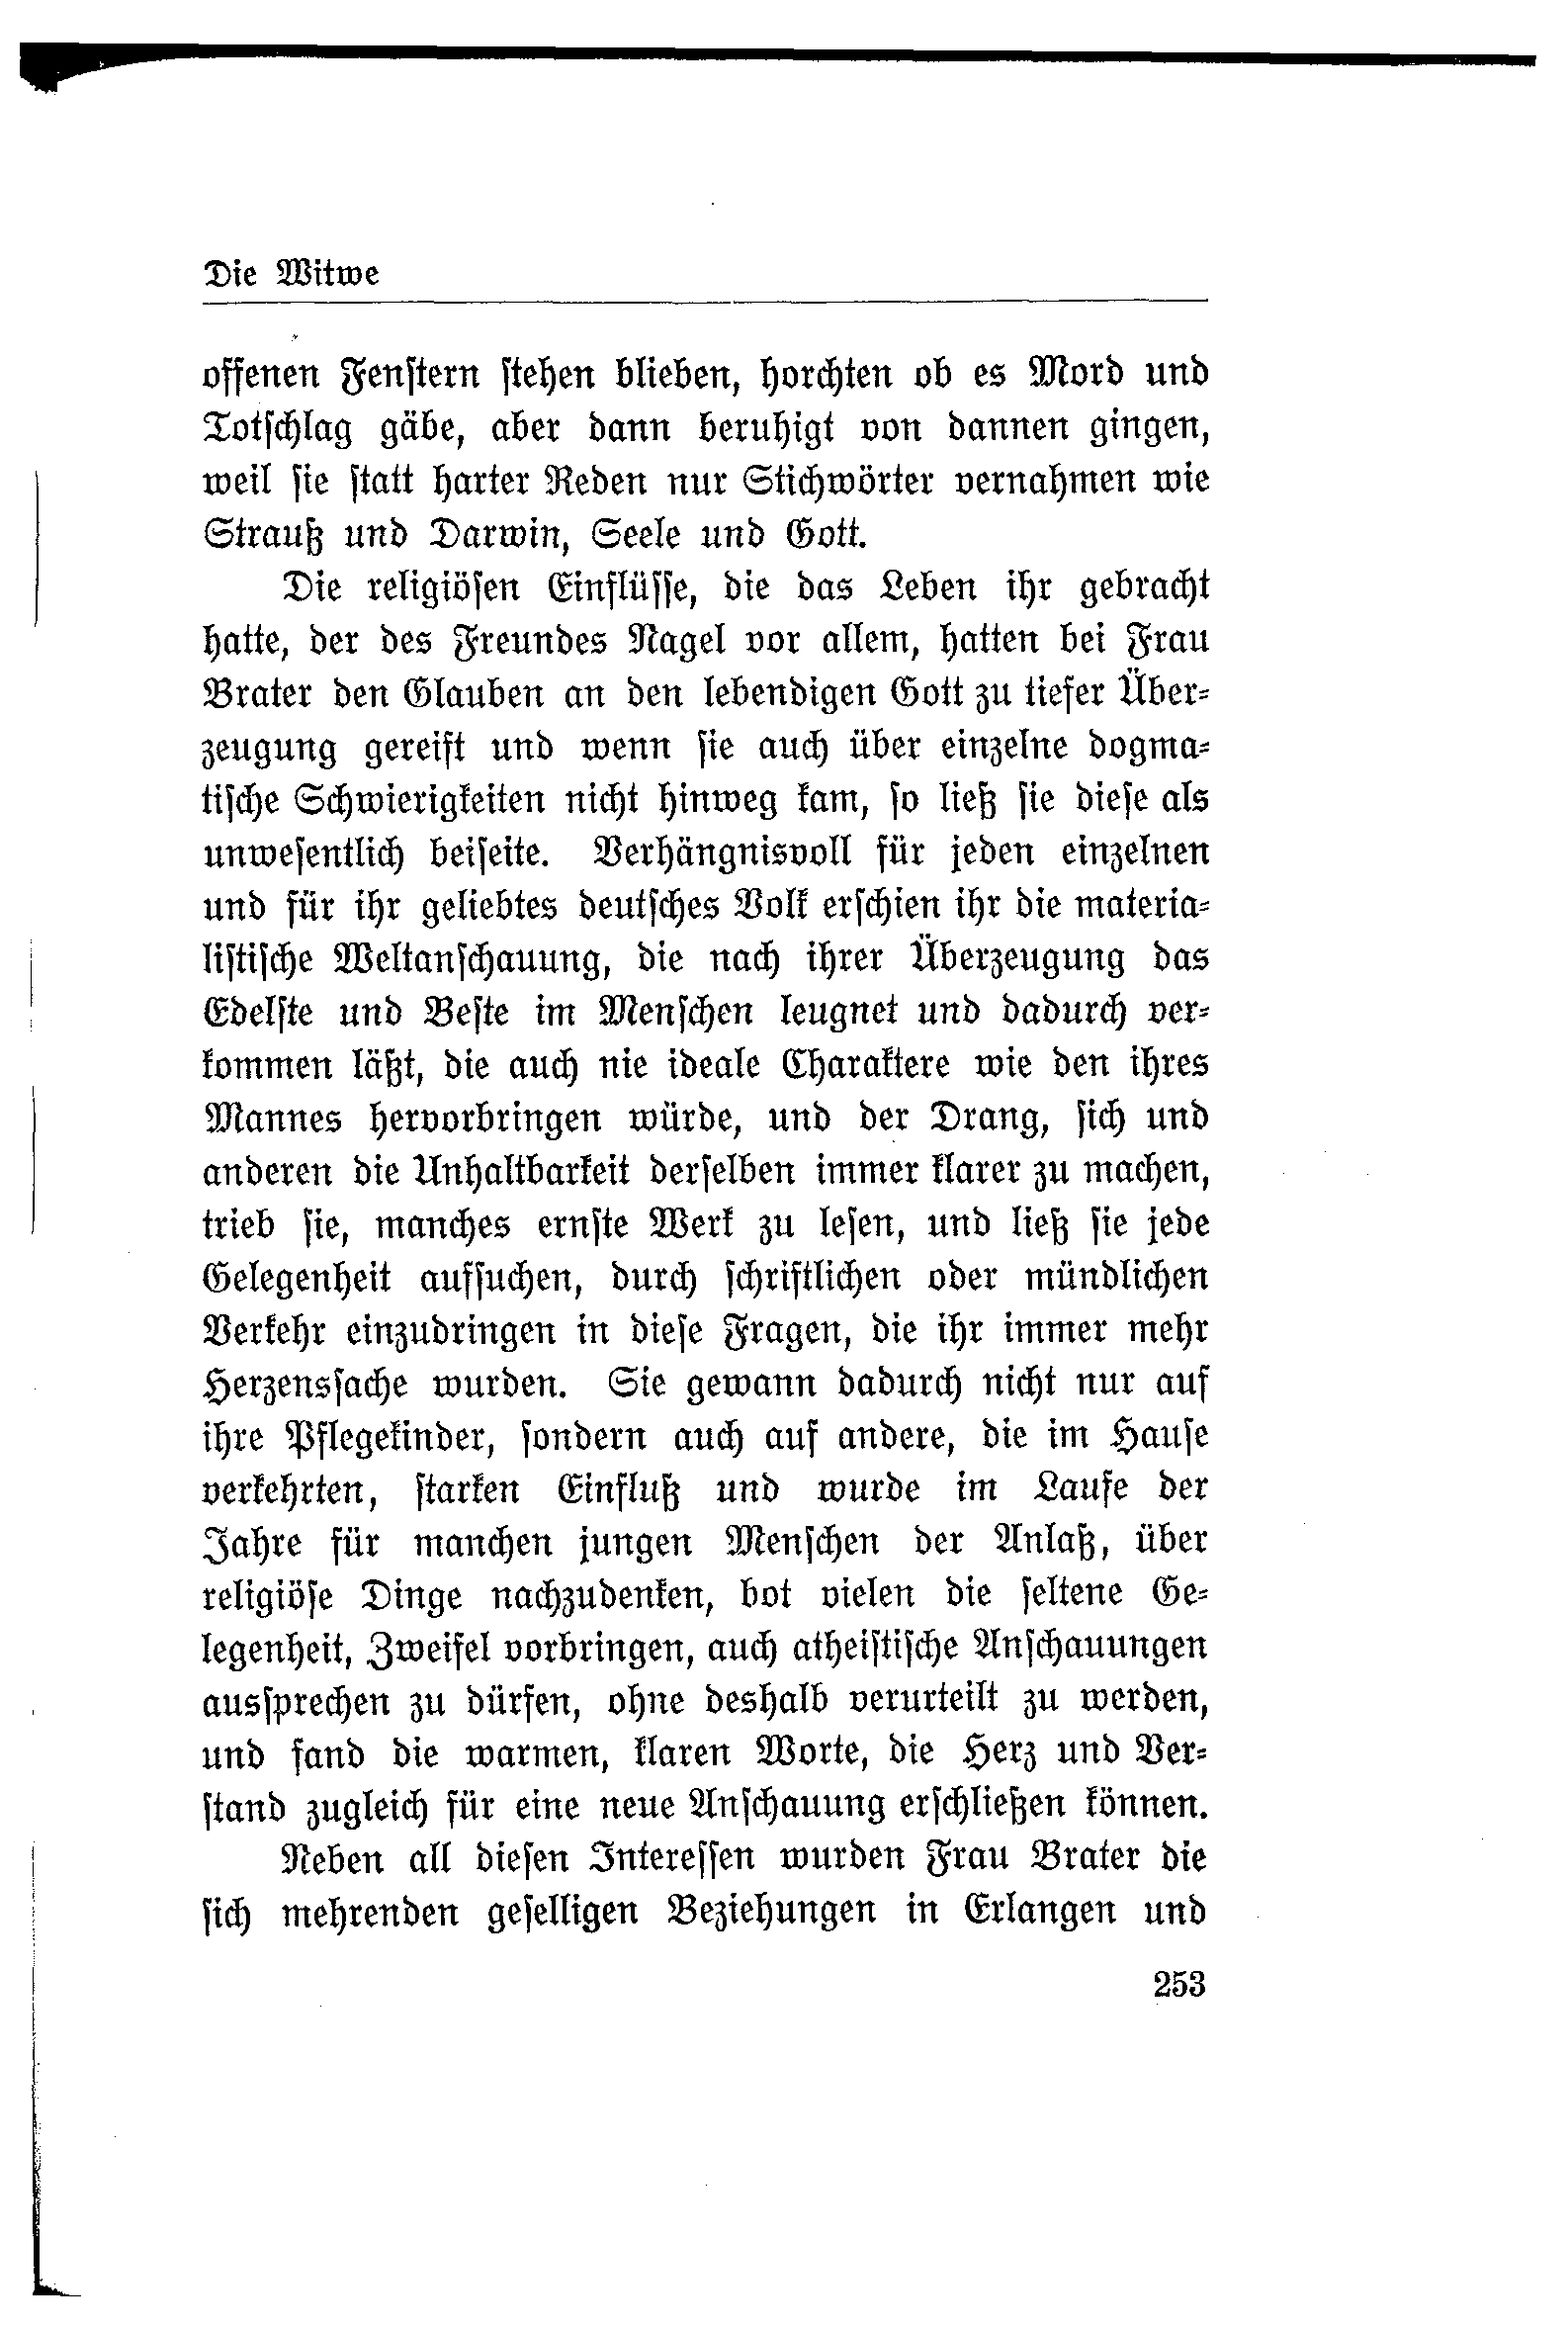 Die Witwe
offenen Fenstern stehen blieben, horchten ob es Mord und
Totschlag gäbe, aber dann beruhigt von dannen gingen,
weil sie statt harter Reden nur Stichwörter vernahmen wie
Strauß und Darwin, Seele und Gott.
Die religiösen Einflüsse, die das Leben ihr gebracht
hatte, der des Freundes Nagel vor allem, hatten bei Frau
Brater den Glauben an den lebendigen Gott zu tiefer Über-
zeugung gereift und wenn sie auch über einzelne dogma-
tische Schwierigkeiten nicht hinweg kam, so ließ sie diese als
unwesentlich beiseite. Verhängnisvoll für jeden einzelnen
und für ihr geliebtes deutsches Volk erschien ihr die materia-
listische Weltanschauung, die nach ihrer Überzeugung das
Edelste und Beste im Menschen leugnet und dadurch ver-
kommen läßt, die auch nie ideale Charaktere wie den ihres
Mannes hervorbringen würde, und der Drang, sich und
anderen die Unhaltbarkeit derselben immer klarer zu machen,
trieb sie, manches ernste Werk zu lesen, und ließ sie jede
Gelegenheit aufsuchen, durch schriftlichen oder mündlichen
Verkehr einzudringen in diese Fragen, die ihr immer mehr
Herzenssache wurden. Sie gewann dadurch nicht nur auf
ihre Pflegekinder, sondern auch auf andere, die im Hause
verkehrten, starken Einfluß und wurde im Laufe der
Jahre für manchen jungen Menschen der Anlaß, über
religiöse Dinge nachzudenken, bot vielen die seltene Ge-
legenheit, Zweifel vorbringen, auch atheistische Anschauungen
aussprechen zu dürfen, ohne deshalb verurteilt zu werden,
und fand die warmen, klaren Worte, die Herz und Ver-
stand zugleich für eine neue Anschauung erschließen können.
Neben all diesen Interessen wurden Frau Brater die
sich mehrenden geselligen Beziehungen in Erlangen und
253